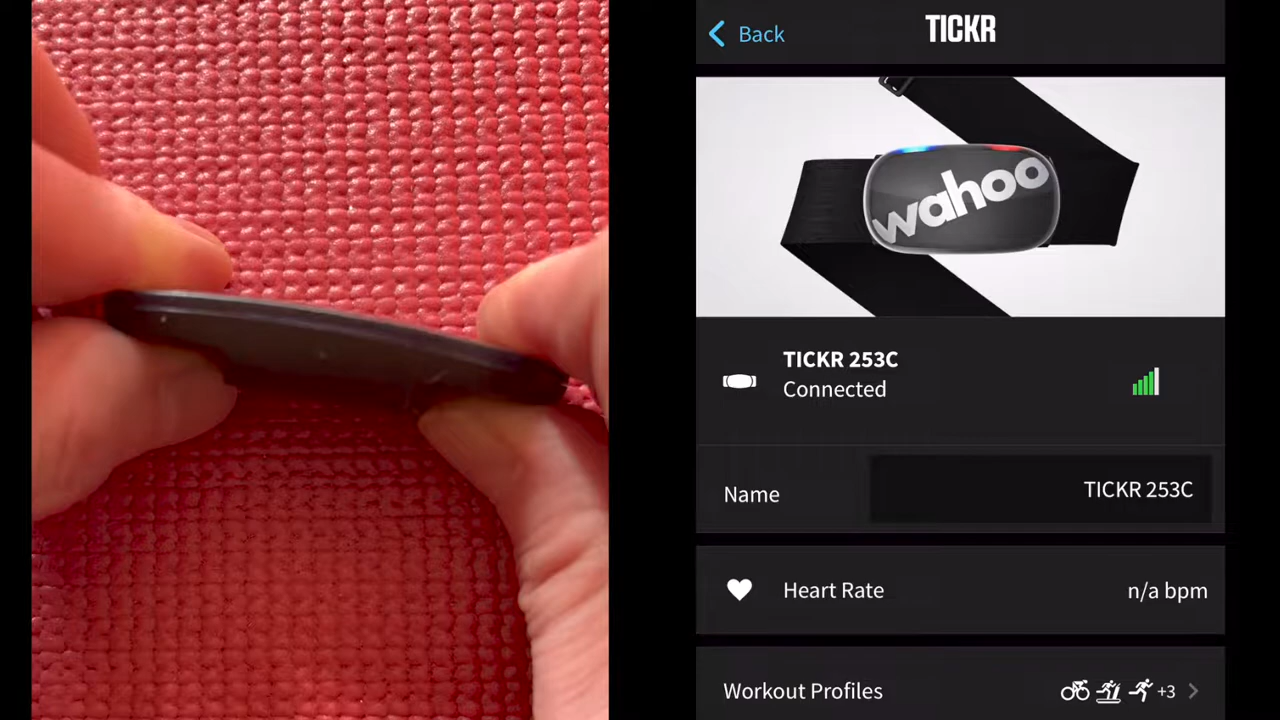 Back
TICKR
wahoo
TICKR 253C
Connected
Name
TICKR 253C
Heart Rate
n/a bpm
Workout Profiles
+3